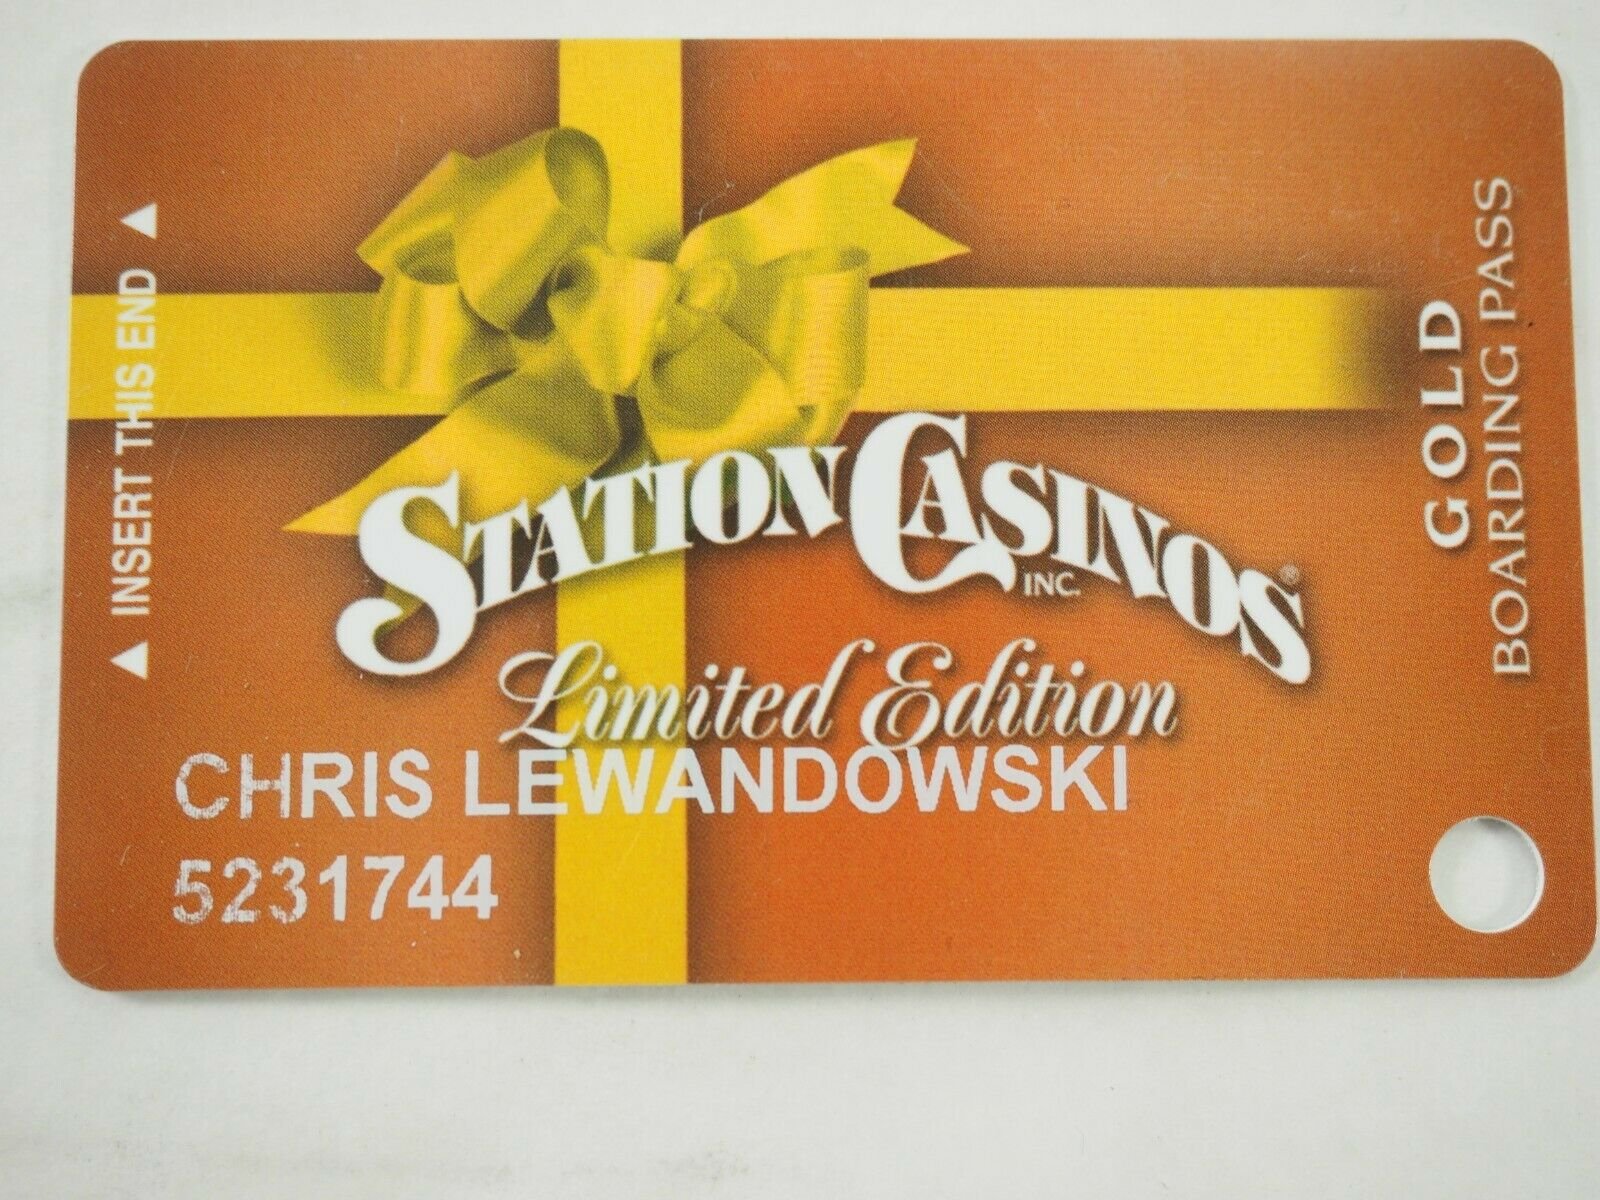 ▲ INSERT THIS END ▲
STATION CASINOS INC.®
Limited Edition
CHRIS LEWANDOWSKI
5231744
GOLD
BOARDING PASS